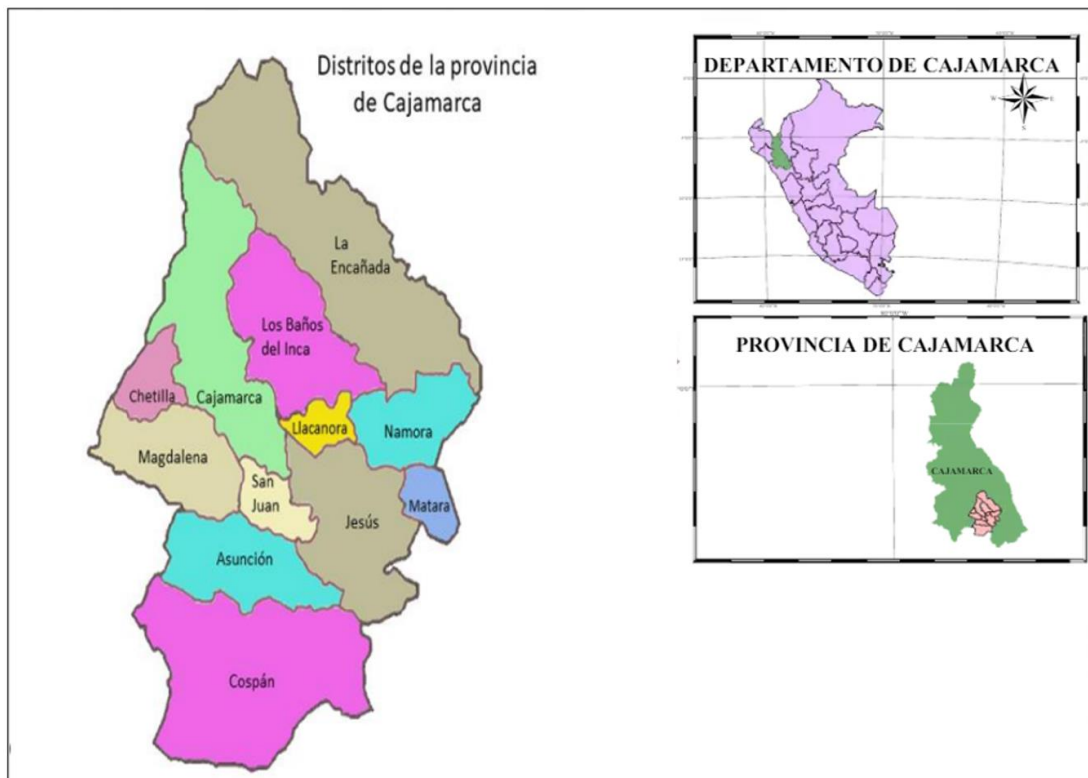 Distritos de la provincia
de Cajamarca
La
Encañada
Los Baños
del Inca
Chetilla
Cajamarca
Llacanora
Namora
Magdalena
San
Juan
Jesús
Matara
Asunción
Cospán
DEPARTAMENTO DE CAJAMARCA
N
W
E
S
PROVINCIA DE CAJAMARCA
CAJAMARCA